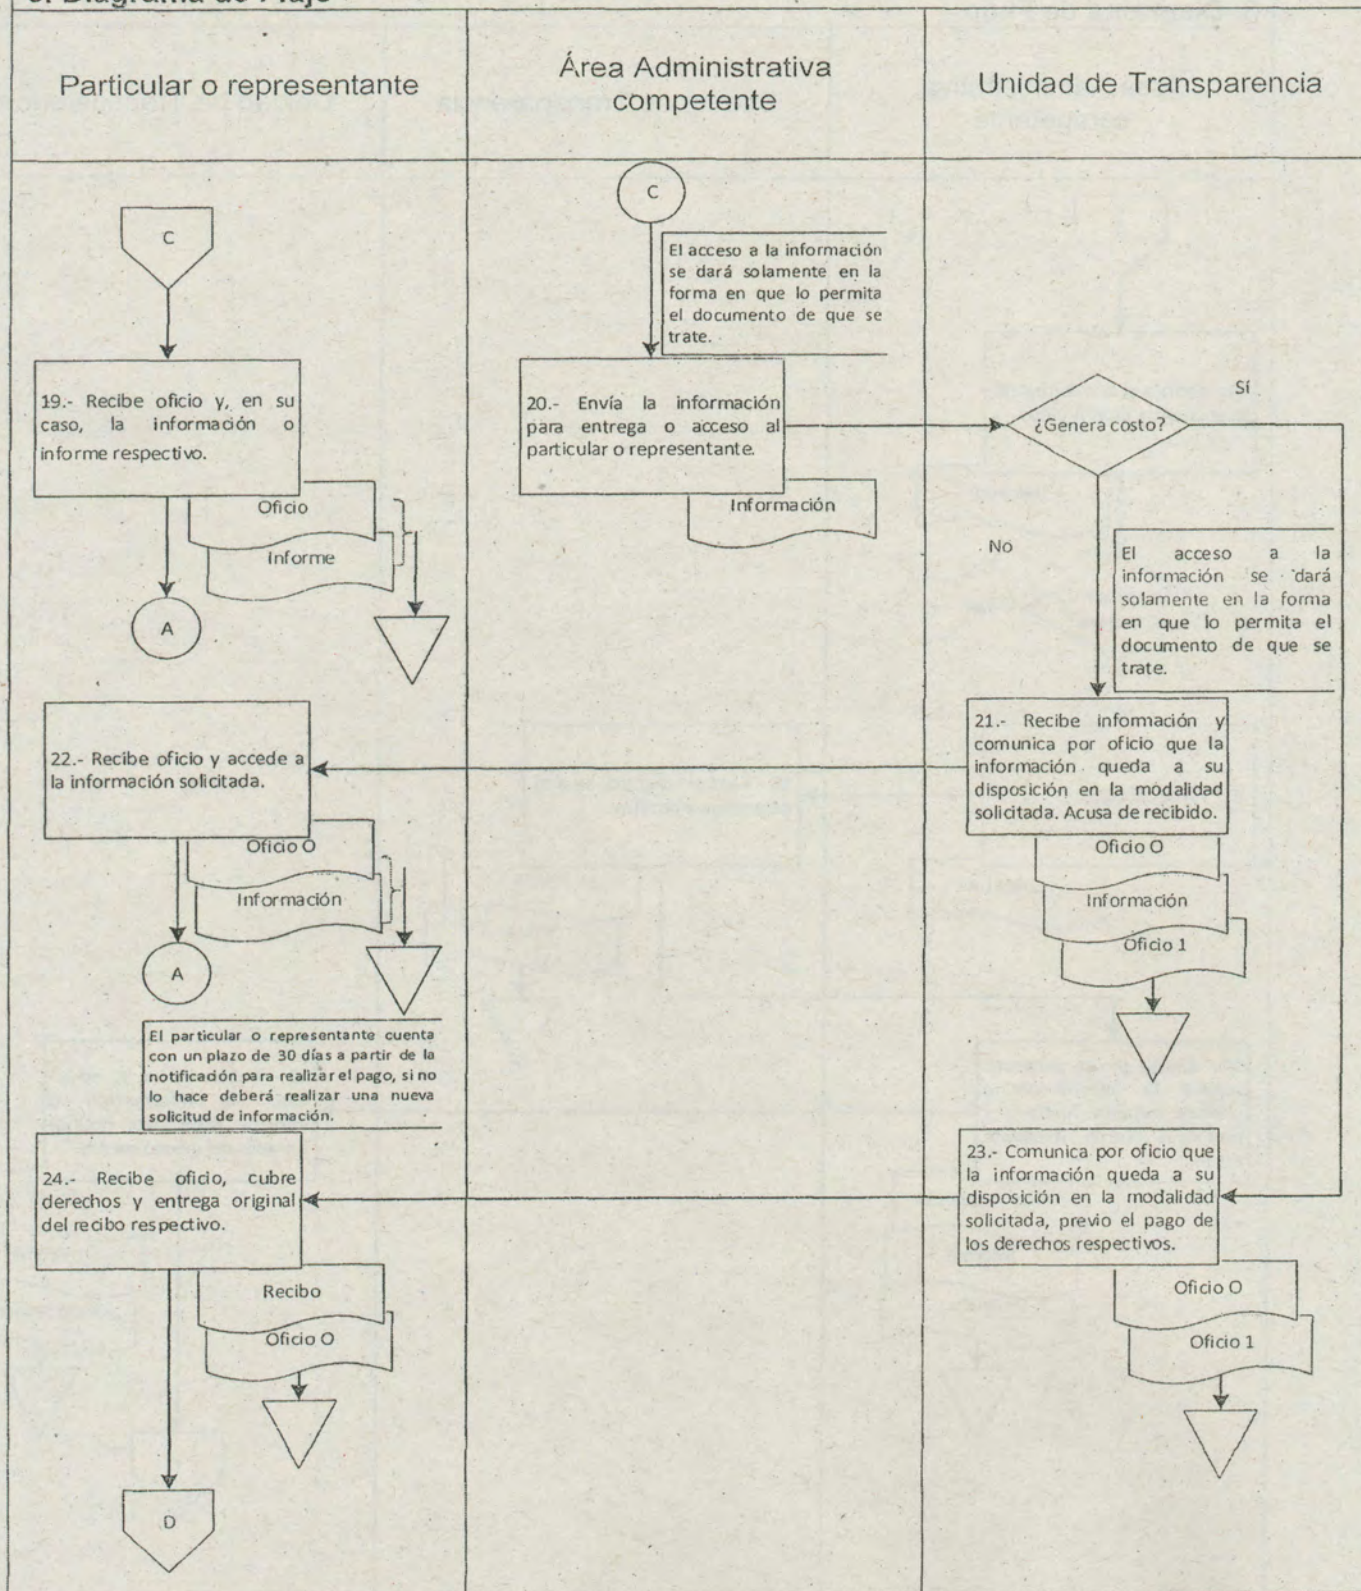 Particular o representante
Área Administrativa
competente
Unidad de Transparencia
C
19.- Recibe oficio y, en su
caso, la información o
informe respectivo.
Oficio
Informe
A
C
El acceso a la información
se dará solamente en la
forma en que lo permita
el documento de que se
trate.
20.- Envía la información
para entrega o acceso al
particular o representante.
Información
¿Genera costo?
Sí
No
El acceso a la
información se dará
solamente en la forma
en que lo permita el
documento de que se
trate.
21.- Recibe información y
comunica por oficio que la
información queda a su
disposición en la modalidad
solicitada. Acusa de recibido.
Oficio O
Información
Oficio 1
22.- Recibe oficio y accede a
la información solicitada.
Oficio O
Información
A
El particular o representante cuenta
con un plazo de 30 días a partir de la
notificación para realizar el pago, si no
lo hace deberá realizar una nueva
solicitud de información.
23.- Comunica por oficio que
la información queda a su
disposición en la modalidad
solicitada, previo el pago de
los derechos respectivos.
Oficio O
Oficio 1
24.- Recibe oficio, cubre
derechos y entrega original
del recibo respectivo.
Recibo
Oficio O
D